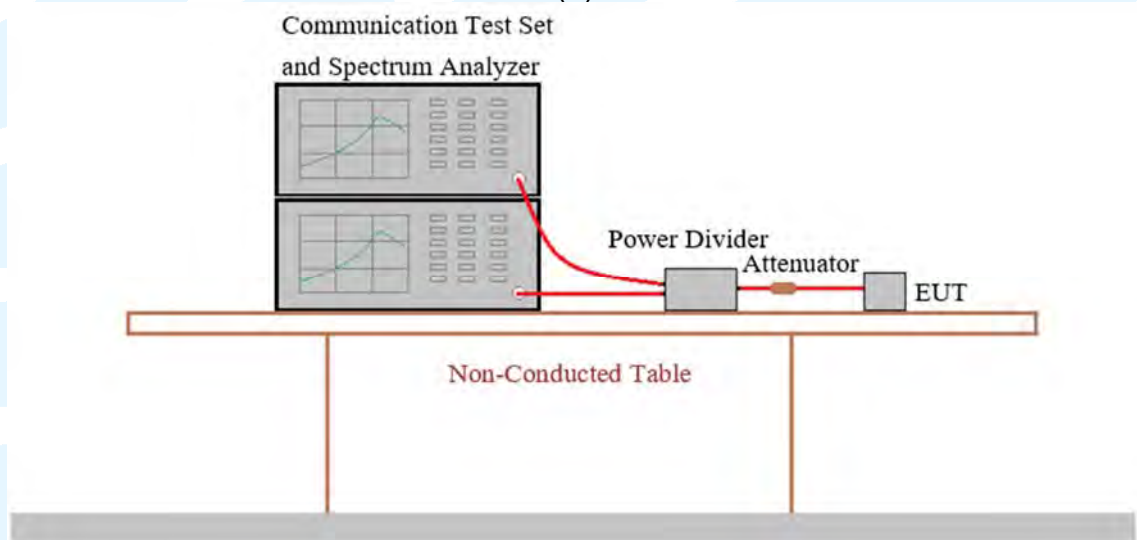 Communication Test Set
and Spectrum Analyzer
Power Divider
Attenuator
EUT
Non-Conducted Table